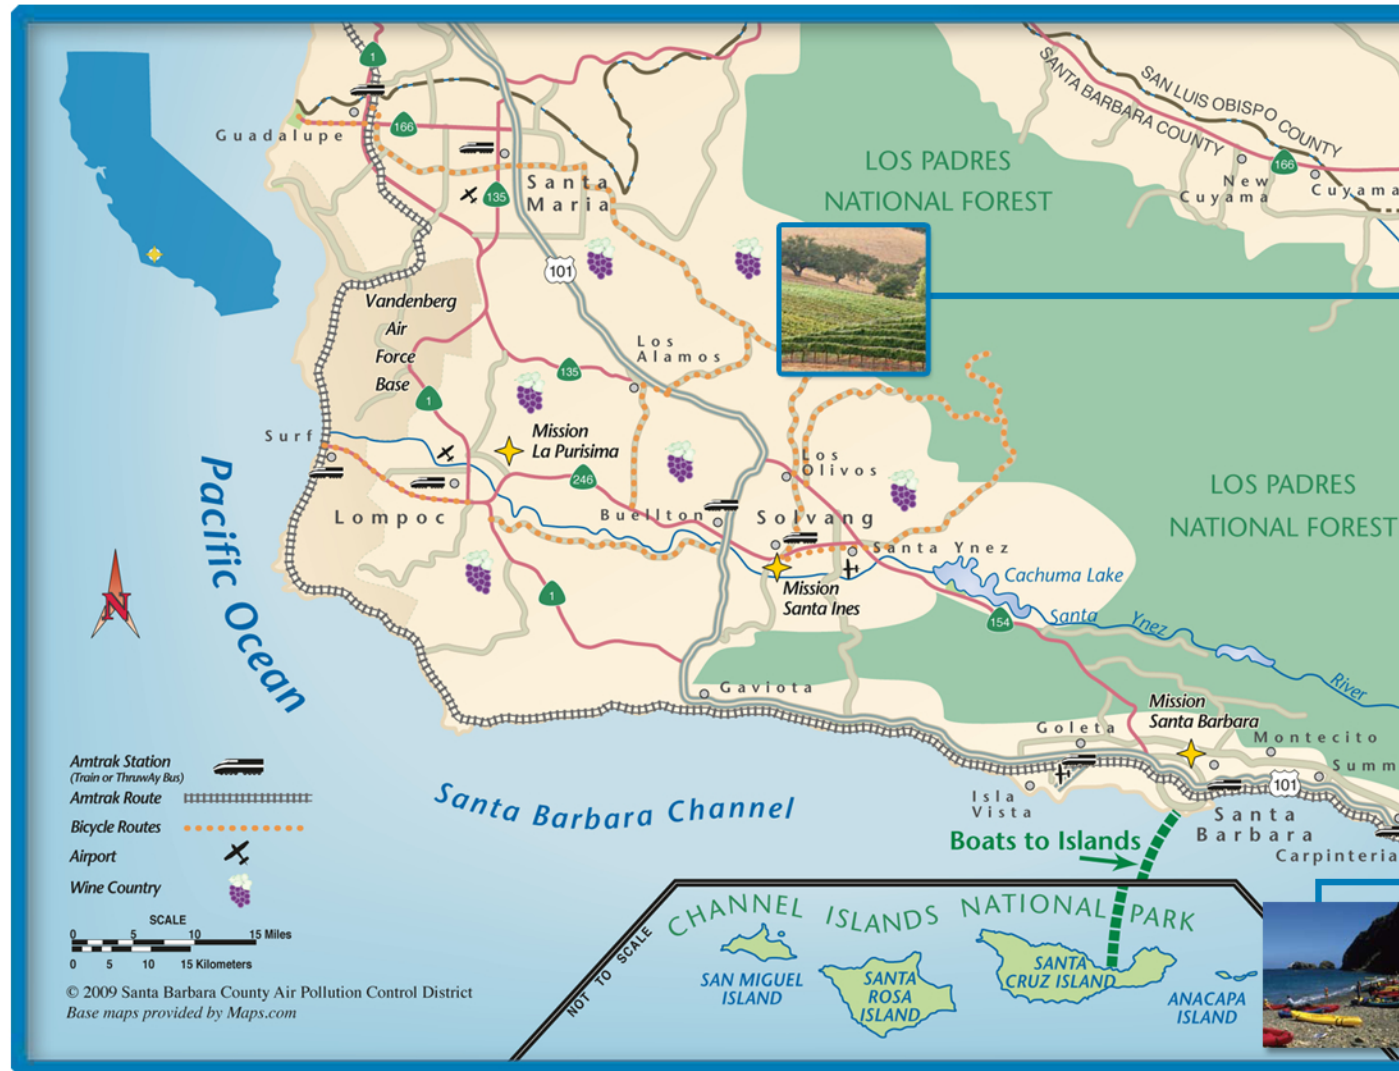 1
SAN LUIS OBISPO COUNTY
SANTA BARBARA COUNTY
Guadalupe
166
LOS PADRES
NATIONAL FOREST
166
New
Cuyama
Cuyama
135
Santa
Maria
101
Vandenberg
Air
Force
Base
Los
Alamos
135
1
Surf
Mission
La Purisima
246
Los
Olivos
LOS PADRES
NATIONAL FOREST
Lompoc
Buellton
Solvang
Santa Ynez
Cachuma Lake
Mission
Santa Ines
1
154
Santa Ynez River
Pacific Ocean
N
Gaviota
Mission
Santa Barbara
Goleta
Montecito
Summ
101
Isla
Vista
Santa
Barbara
Carpinteria
Santa Barbara Channel
Boats to Islands
Amtrak Station
(Train or ThruwAy Bus)
Amtrak Route
Bicycle Routes
Airport
Wine Country
SCALE
0 5 10 15 Miles
0 5 10 15 Kilometers
© 2009 Santa Barbara County Air Pollution Control District
Base maps provided by Maps.com
NOT TO SCALE
CHANNEL ISLANDS NATIONAL PARK
SAN MIGUEL
ISLAND
SANTA
ROSA
ISLAND
SANTA
CRUZ ISLAND
ANACAPA
ISLAND